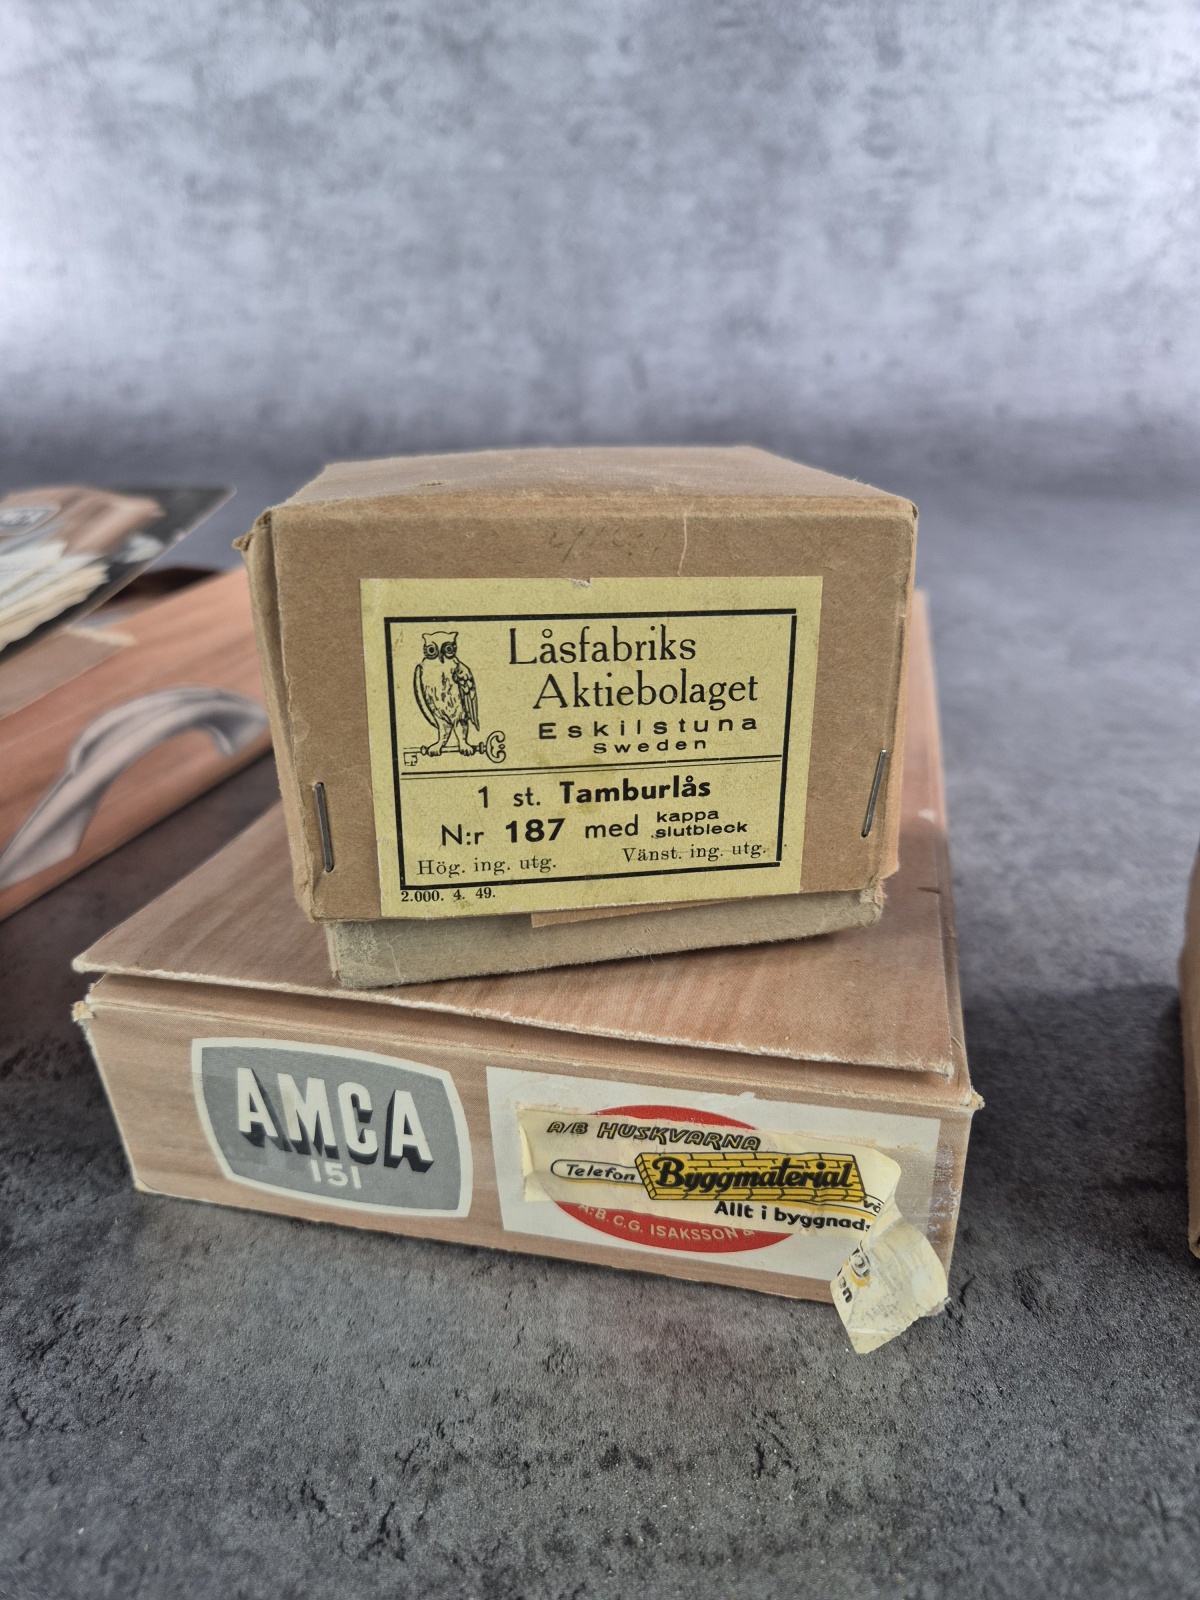 Låsfabriks
Aktiebolaget
Eskilstuna
Sweden
1 st. Tamburlås
N:r 187 med kappa
slutbleck
Hög. ing. utg. Vänst. ing. utg.
2.000. 4. 49.
AMCA
151
A/B HUSKVARNA
Telefon Byggmaterial
Allt i byggnads
A.B. C.G. ISAKSSON &